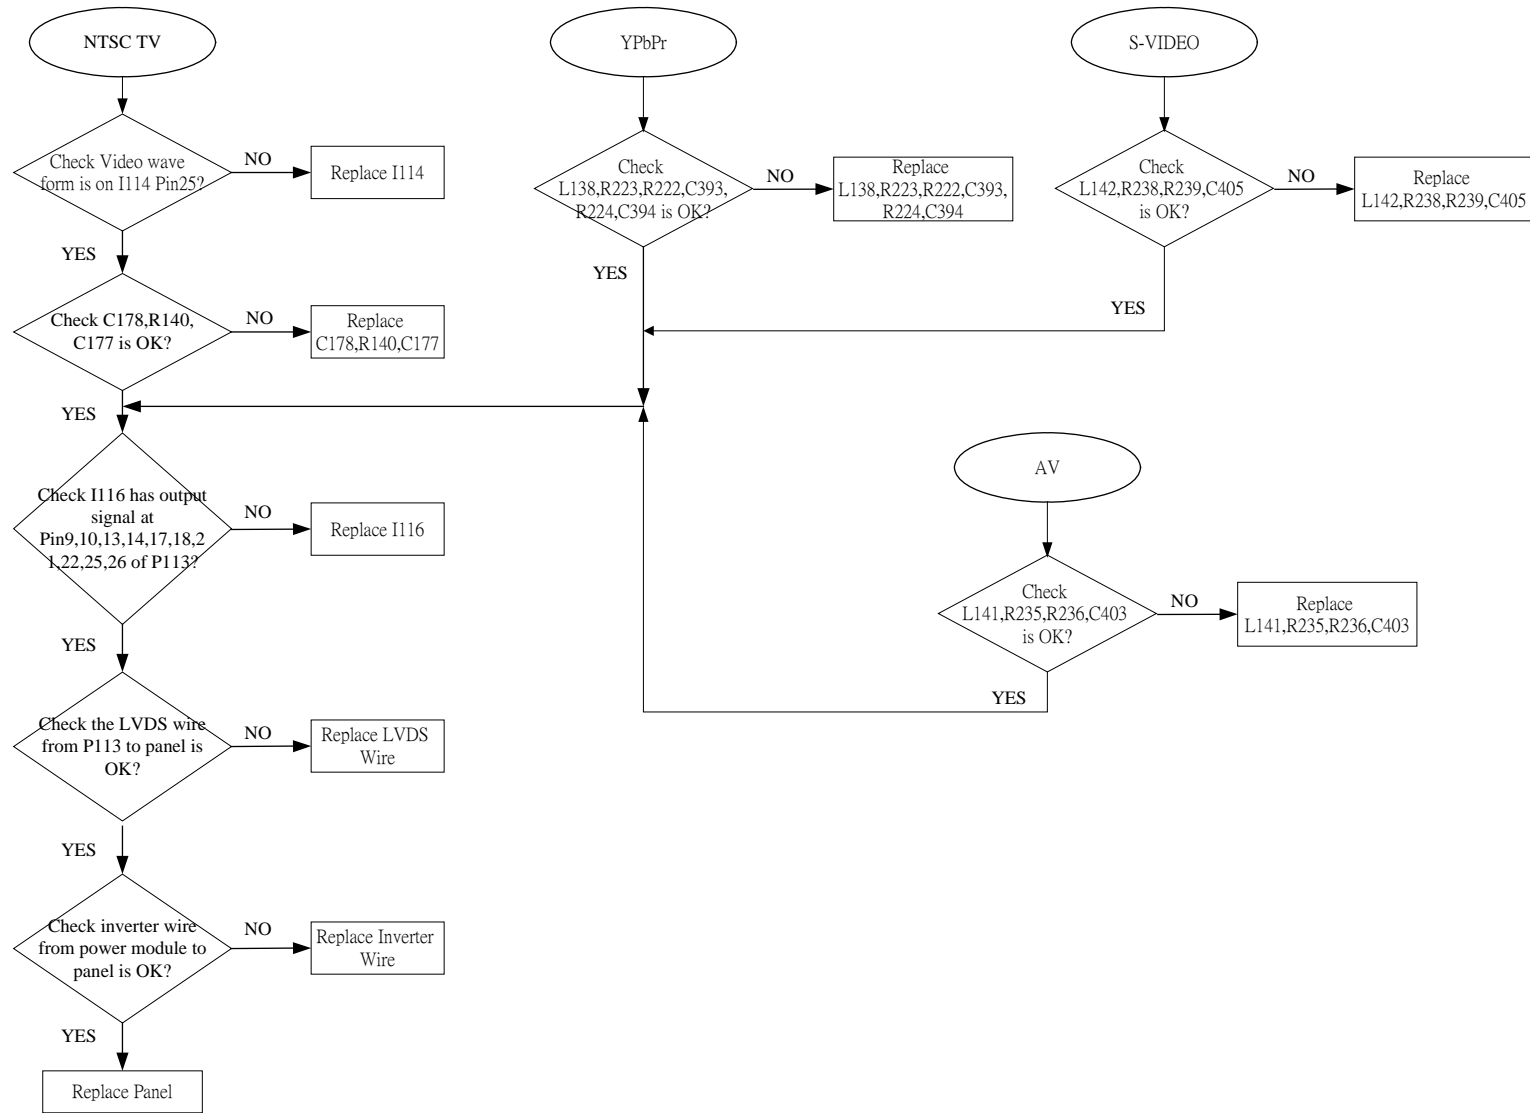 NTSC TV
Check Video wave
form is on I114 Pin25?
NO
Replace I114
YES
Check C178,R140,
C177 is OK?
NO
Replace
C178,R140,C177
YES
Check I116 has output
signal at
Pin9,10,13,14,17,18,2
1,22,25,26 of P113?
NO
Replace I116
YES
Check the LVDS wire
from P113 to panel is
OK?
NO
Replace LVDS
Wire
YES
Check inverter wire
from power module to
panel is OK?
NO
Replace Inverter
Wire
YES
Replace Panel
YPbPr
Check
L138,R223,R222,C393,
R224,C394 is OK?
NO
Replace
L138,R223,R222,C393,
R224,C394
YES
S-VIDEO
Check
L142,R238,R239,C405
is OK?
NO
Replace
L142,R238,R239,C405
YES
AV
Check
L141,R235,R236,C403
is OK?
NO
Replace
L141,R235,R236,C403
YES